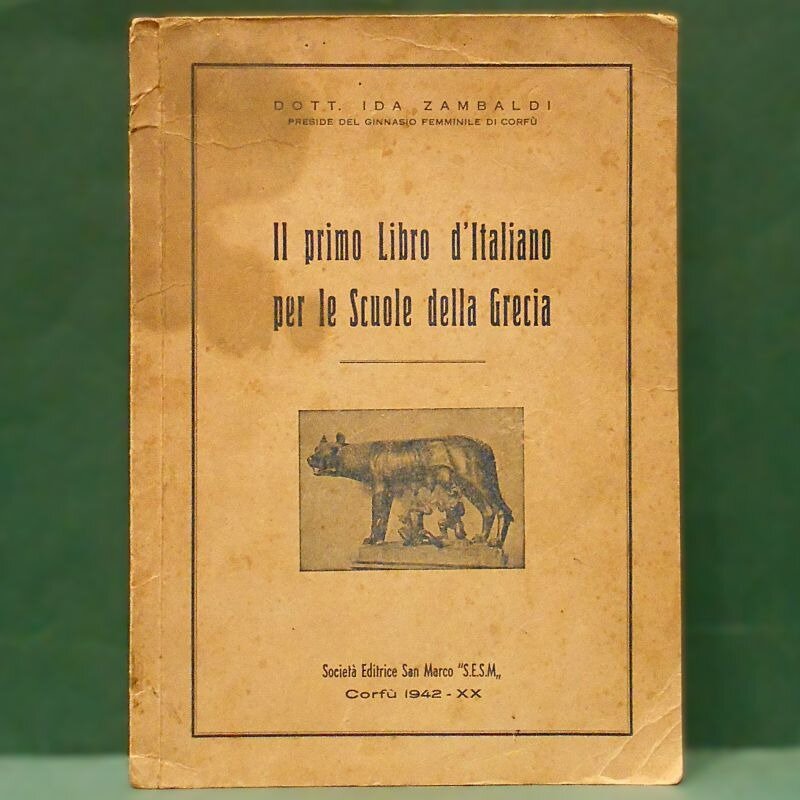 DOTT. IDA ZAMBALDI
PRESIDE DEL GINNASIO FEMMINILE DI CORFÙ
Il primo Libro d'Italiano
per le Scuole della Grecia
Società Editrice San Marco "S.E.S.M„
Corfù 1942 - XX